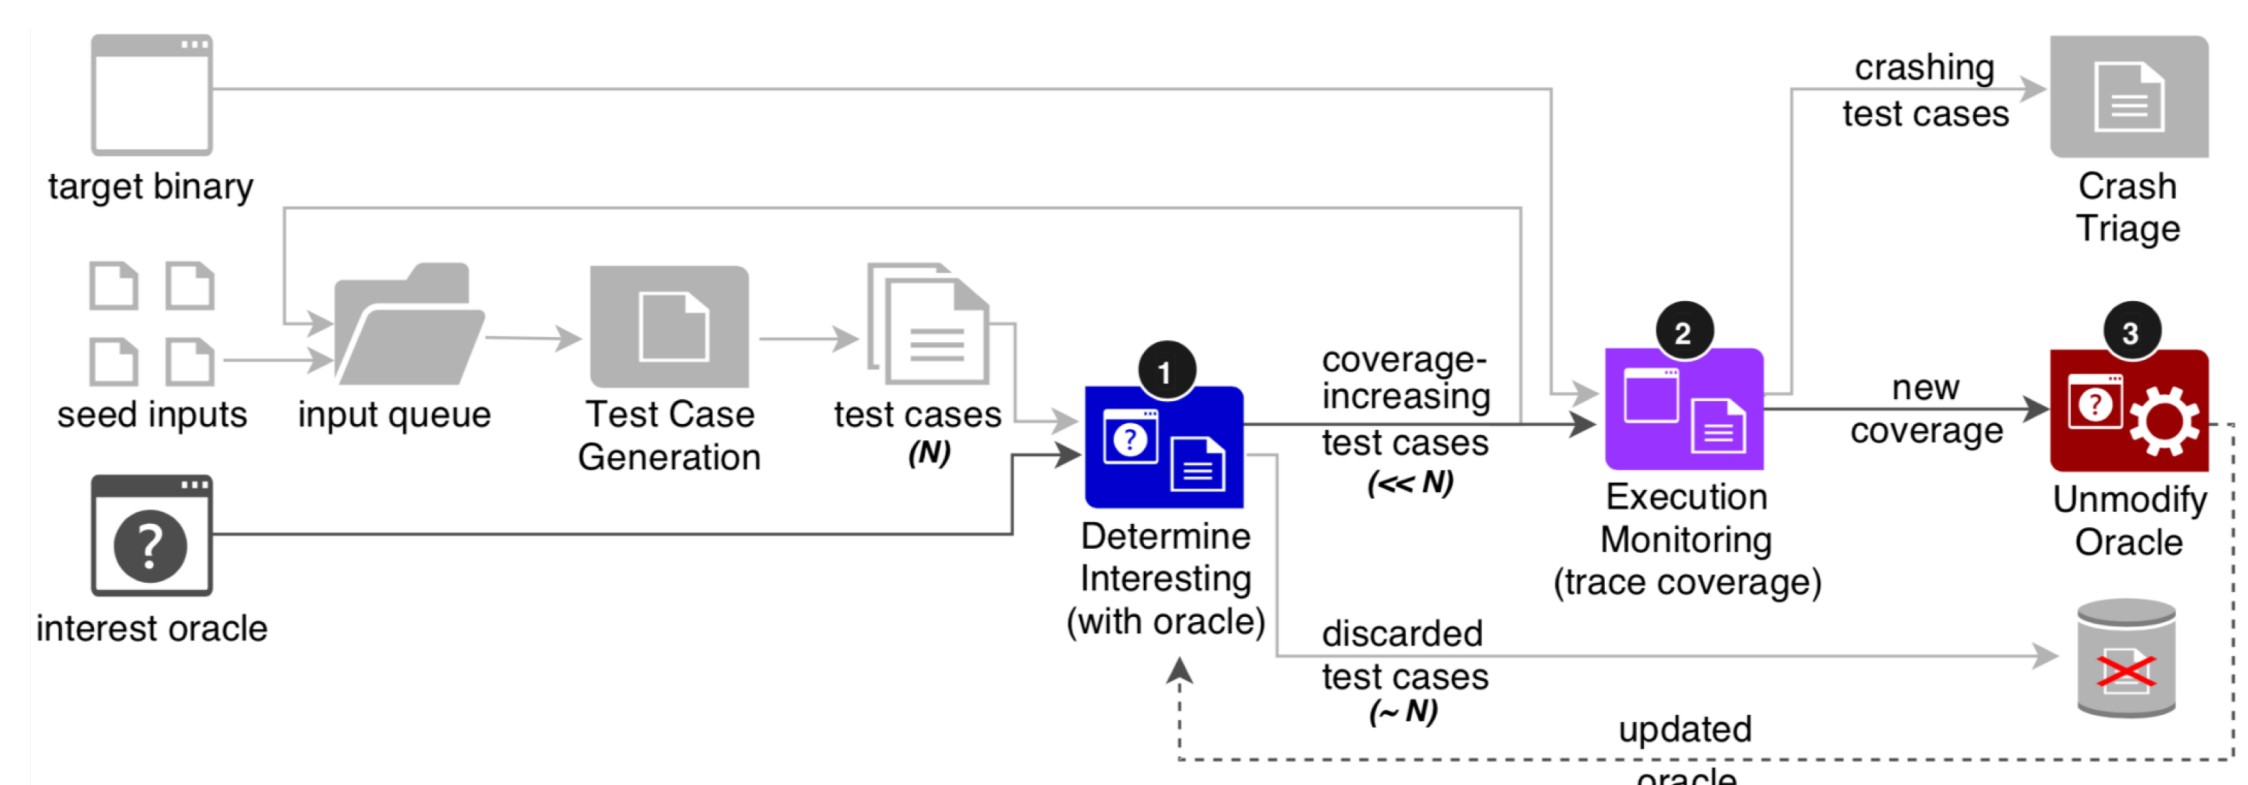 target binary
crashing
test cases
Crash
Triage
seed inputs
input queue
Test Case
Generation
test cases
(N)
1
coverage-
increasing
test cases
(<< N)
2
new
coverage
3
?
?
Execution
Monitoring
(trace coverage)
Unmodify
Oracle
?
interest oracle
Determine
Interesting
(with oracle)
discarded
test cases
(~ N)
updated
oracle